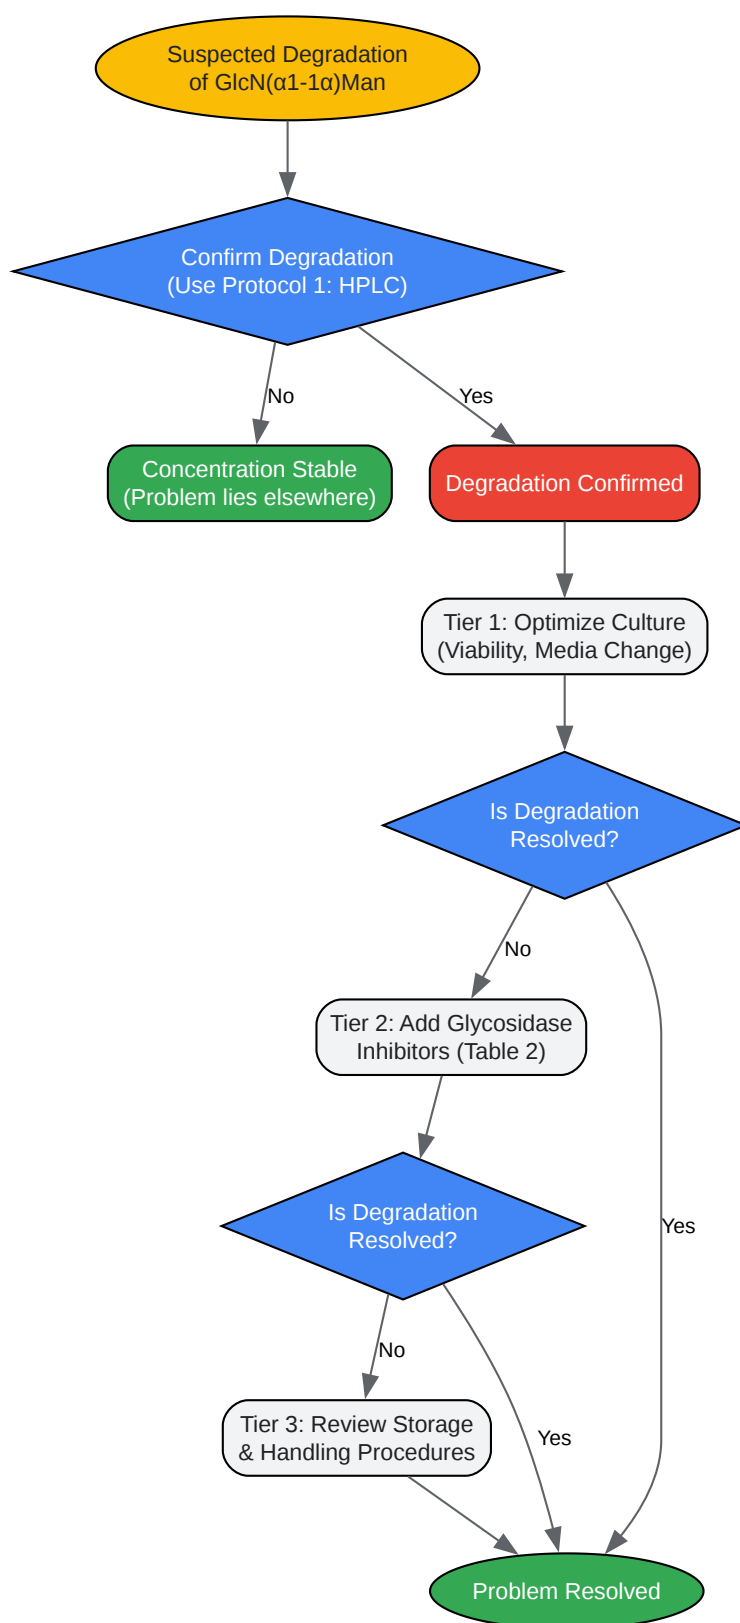 Suspected Degradation
of GlcN(α1-1α)Man
Confirm Degradation
(Use Protocol 1: HPLC)
No
Yes
Concentration Stable
(Problem lies elsewhere)
Degradation Confirmed
Tier 1: Optimize Culture
(Viability, Media Change)
Is Degradation
Resolved?
No
Tier 2: Add Glycosidase
Inhibitors (Table 2)
Is Degradation
Resolved?
Yes
No
Tier 3: Review Storage
& Handling Procedures
Yes
Problem Resolved